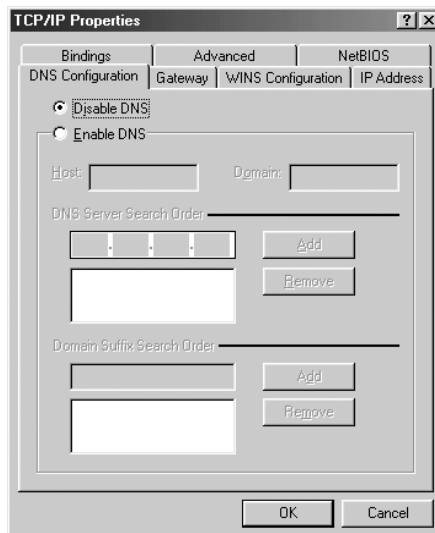 TCP/IP Properties
Bindings Advanced NetBIOS
DNS Configuration Gateway WINS Configuration IP Address
Disable DNS
Enable DNS
Host: Domain:
DNS Server Search Order
Add
Remove
Domain Suffix Search Order
Add
Remove
OK Cancel